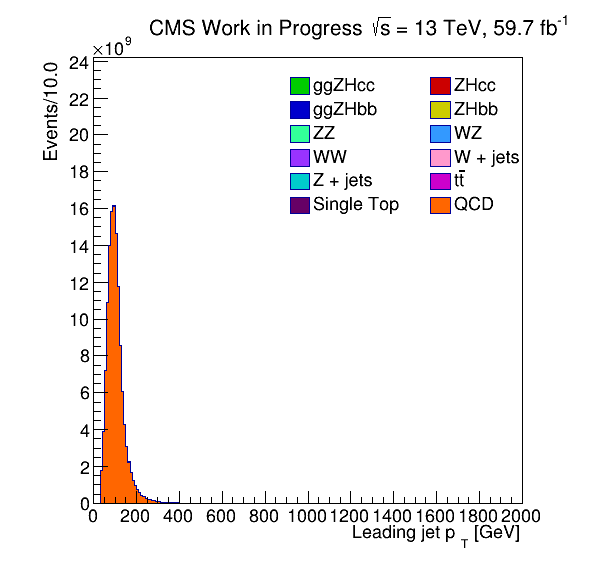 CMS Work in Progress √s = 13 TeV, 59.7 fb⁻¹
×10⁹
Events/10.0
24
22
20
18
16
14
12
10
8
6
4
2
0
ggZHcc ZHcc
ggZHbb ZHbb
ZZ WZ
WW W + jets
Z + jets tt̄
Single Top QCD
0 200 400 600 800 1000 1200 1400 1600 1800 2000
Leading jet p_T [GeV]